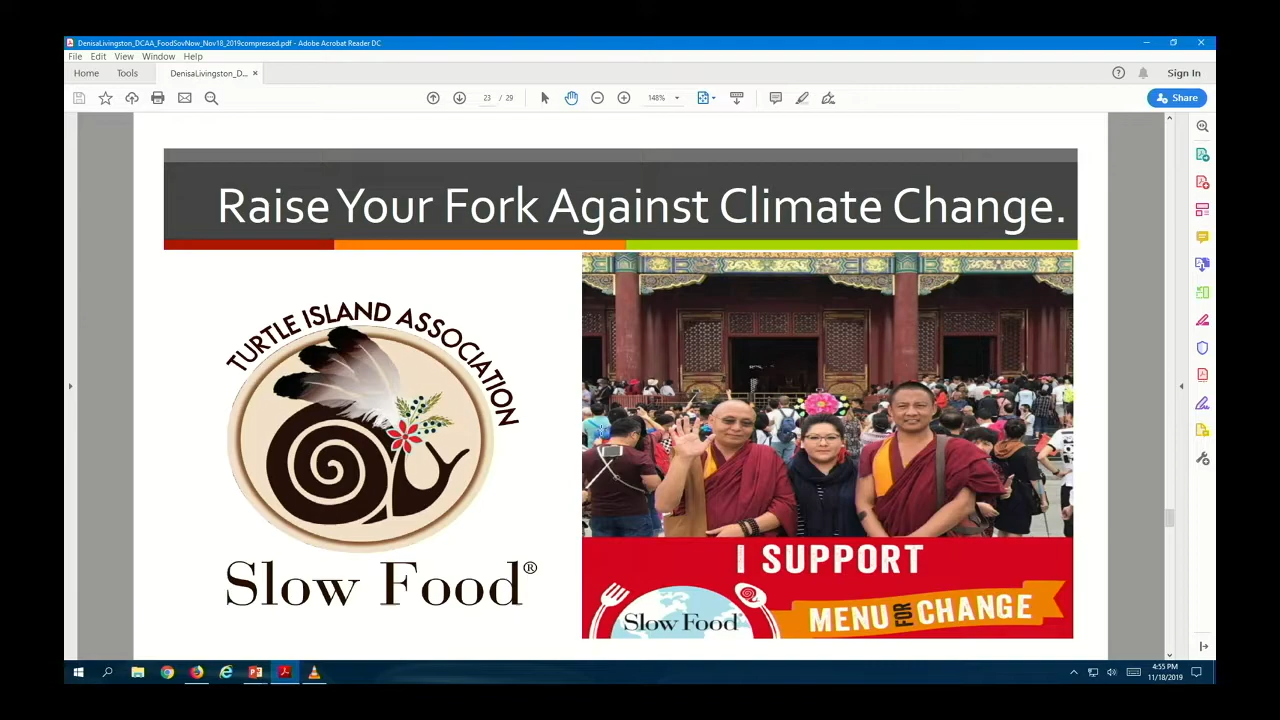 DenisaLivingston_DCAA_FoodSovNow_Nov18_2019compressed.pdf - Adobe Acrobat Reader DC
File Edit View Window Help
Home Tools DenisaLivingston_D... × Sign In
23 / 29 148% Share
Raise Your Fork Against Climate Change.
TURTLE ISLAND ASSOCIATION
Slow Food®
I SUPPORT
Slow Food®
MENU FOR CHANGE
4:55 PM
11/18/2019